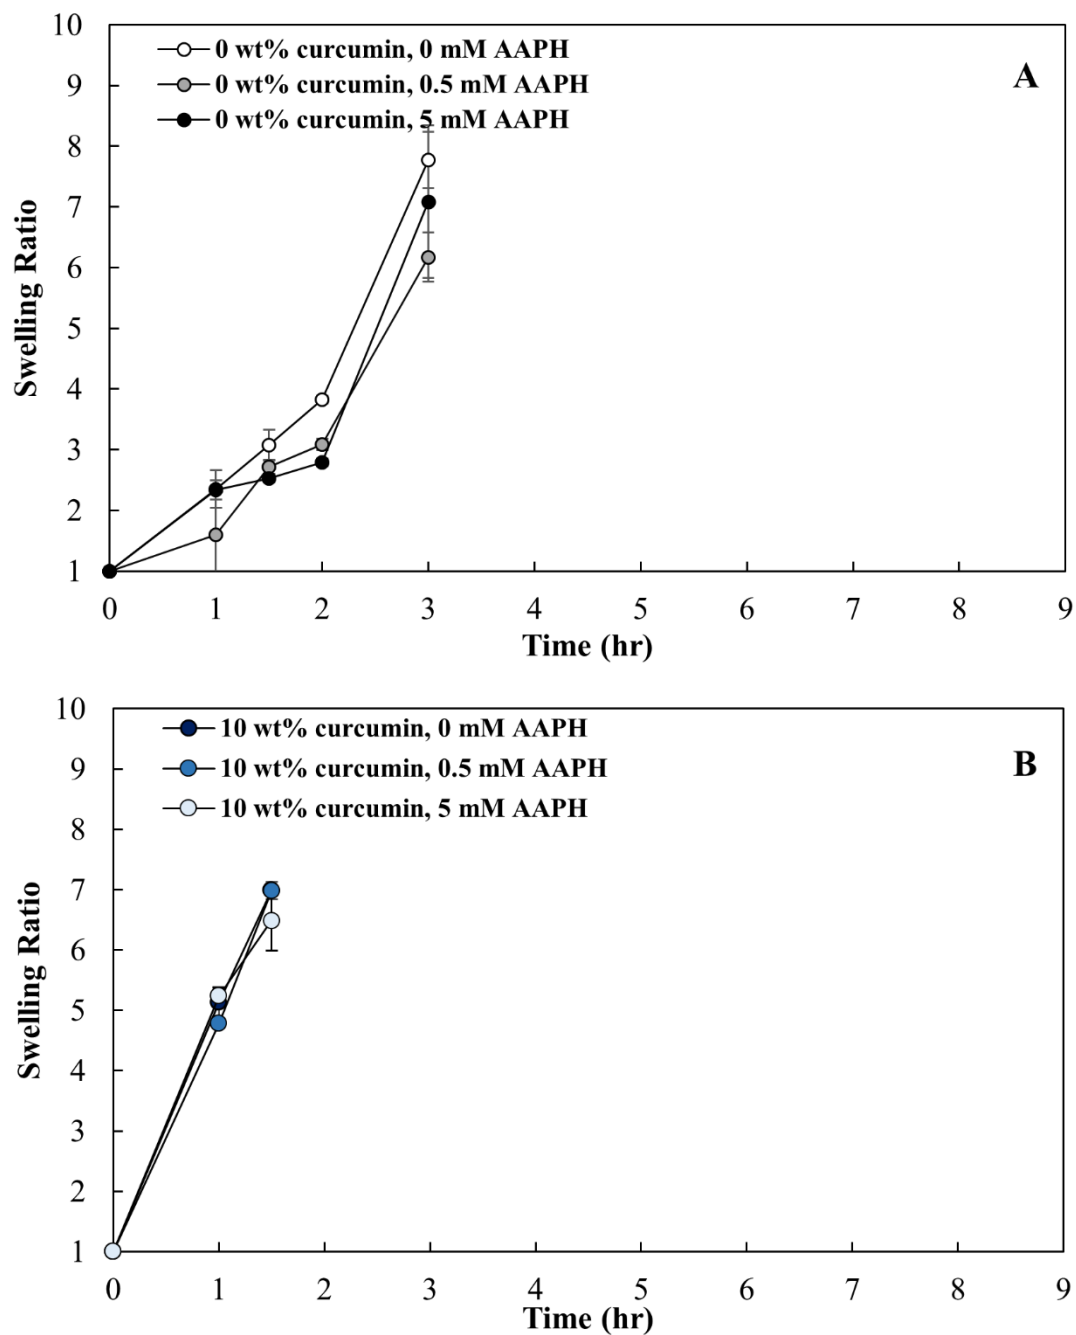 10
0 wt% curcumin, 0 mM AAPH
A
9
0 wt% curcumin, 0.5 mM AAPH
0 wt% curcumin, 5 mM AAPH
8
7
6
5
4
3
2
1
Swelling Ratio
0 1 2 3 4 5 6 7 8 9
Time (hr)
10
10 wt% curcumin, 0 mM AAPH
B
9
10 wt% curcumin, 0.5 mM AAPH
10 wt% curcumin, 5 mM AAPH
8
7
6
5
4
3
2
1
Swelling Ratio
0 1 2 3 4 5 6 7 8 9
Time (hr)